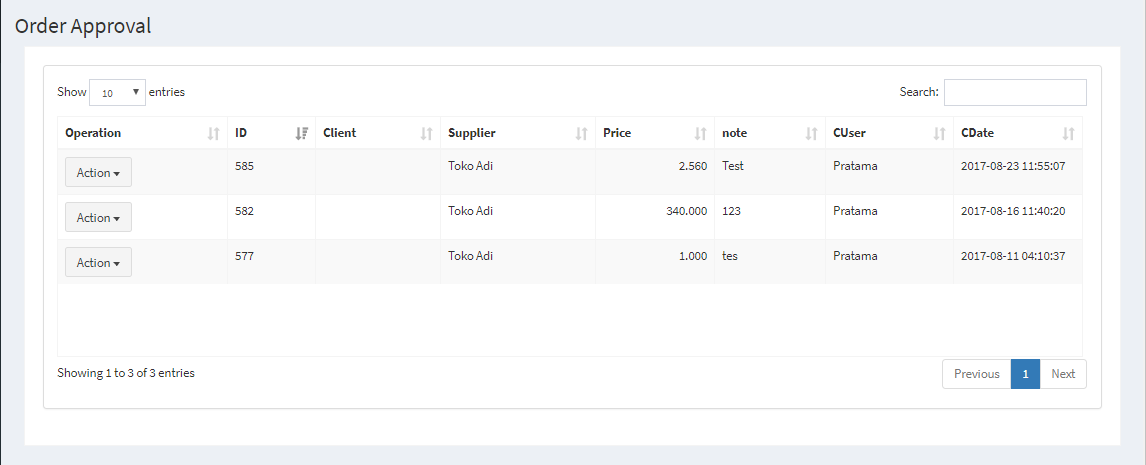 Order Approval
Show 10 entries Search:
Operation ID Client Supplier Price note CUser CDate
Action 585 Toko Adi 2.560 Test Pratama 2017-08-23 11:55:07
Action 582 Toko Adi 340.000 123 Pratama 2017-08-16 11:40:20
Action 577 Toko Adi 1.000 tes Pratama 2017-08-11 04:10:37
Showing 1 to 3 of 3 entries Previous 1 Next